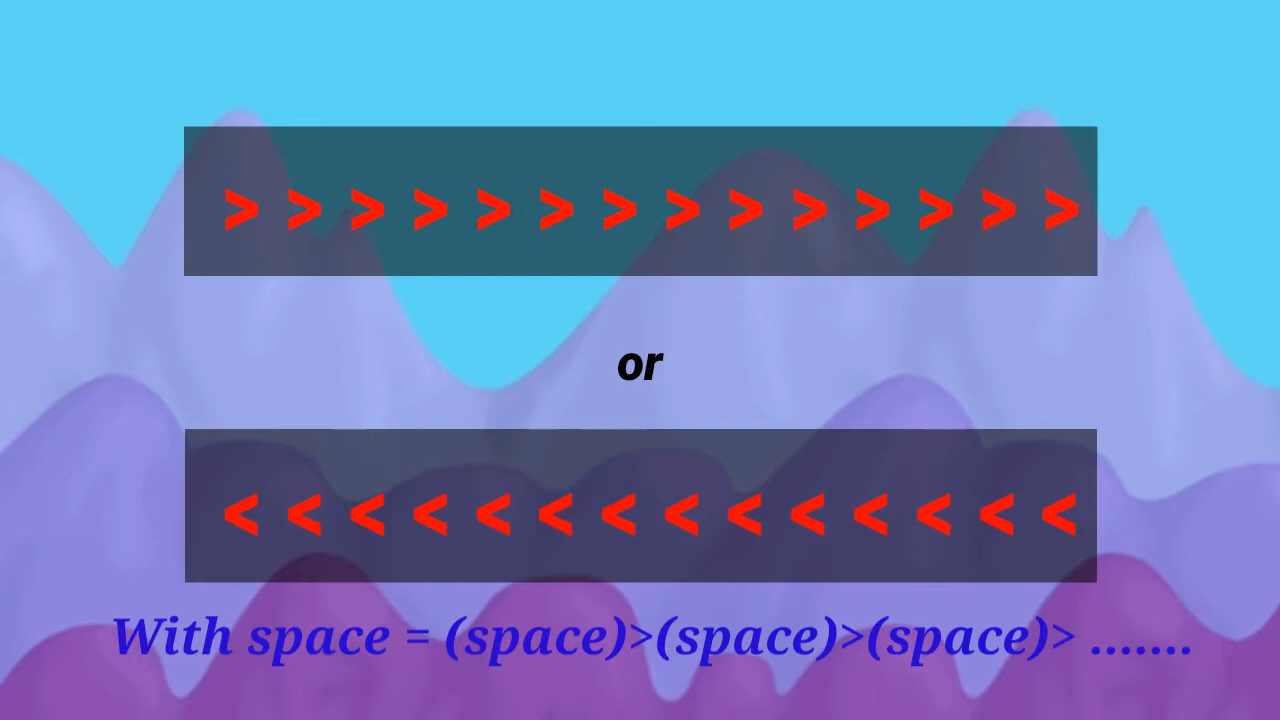 > > > > > > > > > > > > > >
or
< < < < < < < < < < < < < <
With space = (space)>(space)>(space)> .......